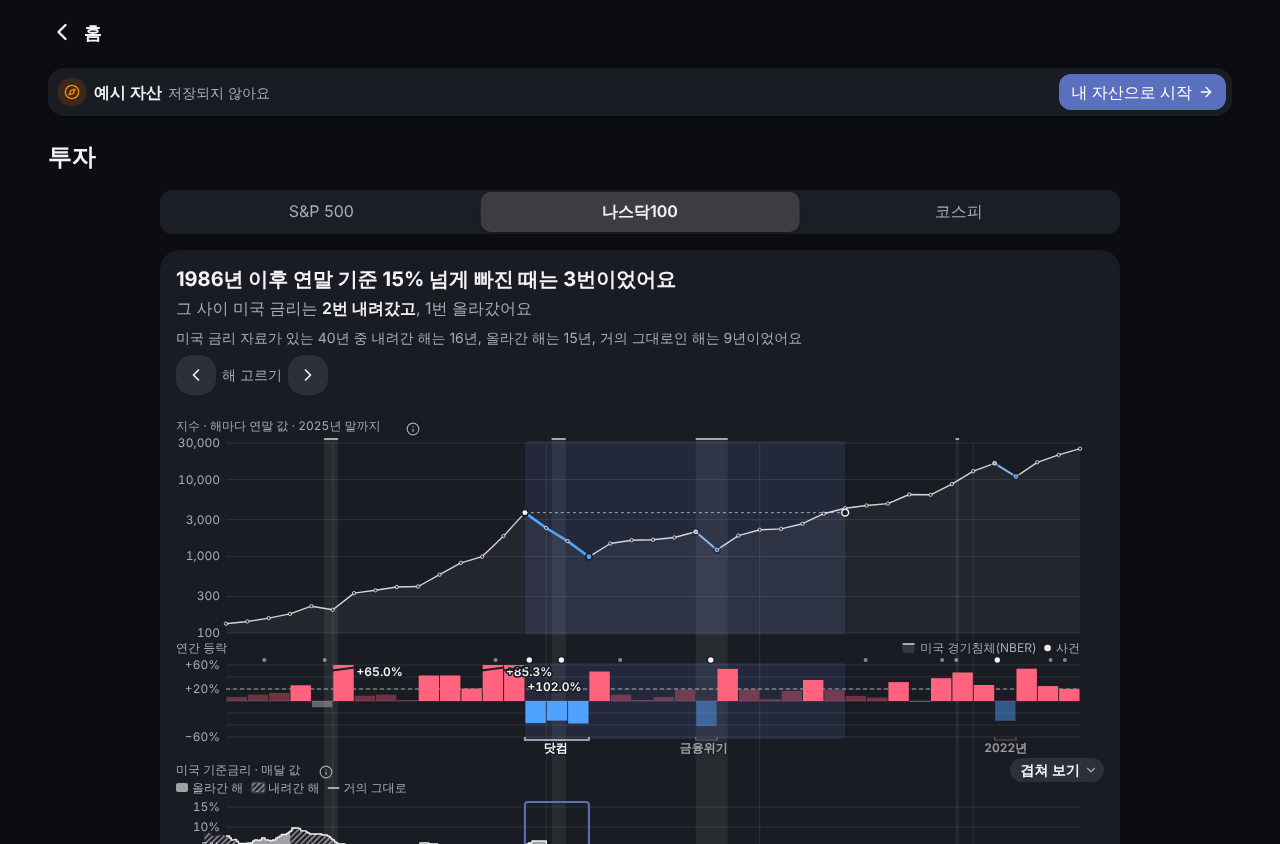 홈
예시 자산 저장되지 않아요
내 자산으로 시작 →
투자
S&P 500
나스닥100
코스피
1986년 이후 연말 기준 15% 넘게 빠진 때는 3번이었어요
그 사이 미국 금리는 2번 내려갔고, 1번 올라갔어요
미국 금리 자료가 있는 40년 중 내려간 해는 16년, 올라간 해는 15년, 거의 그대로인 해는 9년이었어요
해 고르기
지수 · 해마다 연말 값 · 2025년 말까지
30,000
10,000
3,000
1,000
300
100
연간 등락
미국 경기침체(NBER)
사건
+60%
+20%
−60%
+65.0%
+85.3%
+102.0%
닷컴
금융위기
2022년
미국 기준금리 · 매달 값
겹쳐 보기
올라간 해
내려간 해
거의 그대로
15%
10%